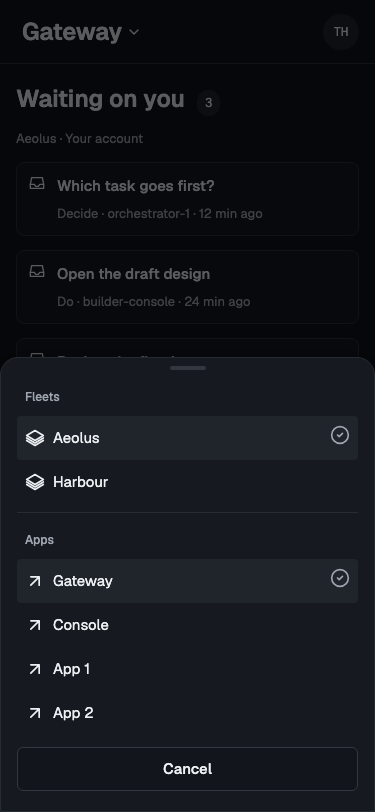 Gateway
TH
Waiting on you 3
Aeolus · Your account
Which task goes first?
Decide · orchestrator-1 · 12 min ago
Open the draft design
Do · builder-console · 24 min ago
Fleets
Aeolus
Harbour
Apps
Gateway
Console
App 1
App 2
Cancel